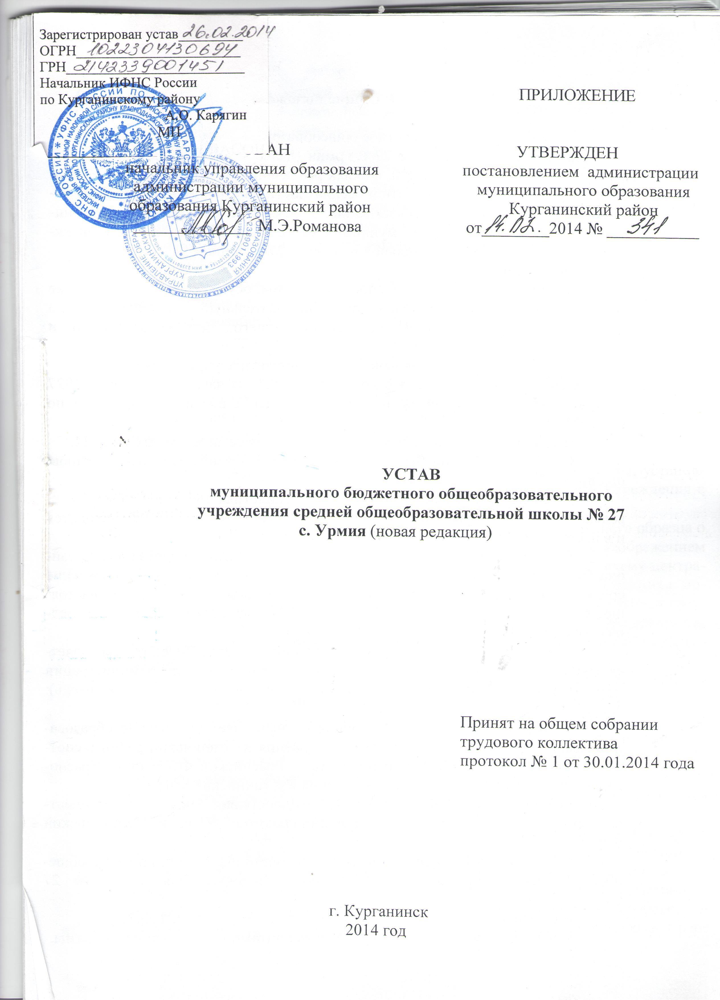 Зарегистрирован устав 26.02.2014
ОГРН 1022304130694
ГРН 2142339001451
Начальник ИФНС России
по Курганинскому району
А.О. Карягин
МП
АН
начальник управления образования
администрации муниципального
образования Курганинский район
М.Э.Романова
ПРИЛОЖЕНИЕ
УТВЕРЖДЕН
постановлением администрации
муниципального образования
Курганинский район
от 14.02. 2014 № 341
УСТАВ
муниципального бюджетного общеобразовательного
учреждения средней общеобразовательной школы № 27
с. Урмия (новая редакция)
Принят на общем собрании
трудового коллектива
протокол № 1 от 30.01.2014 года
г. Курганинск
2014 год